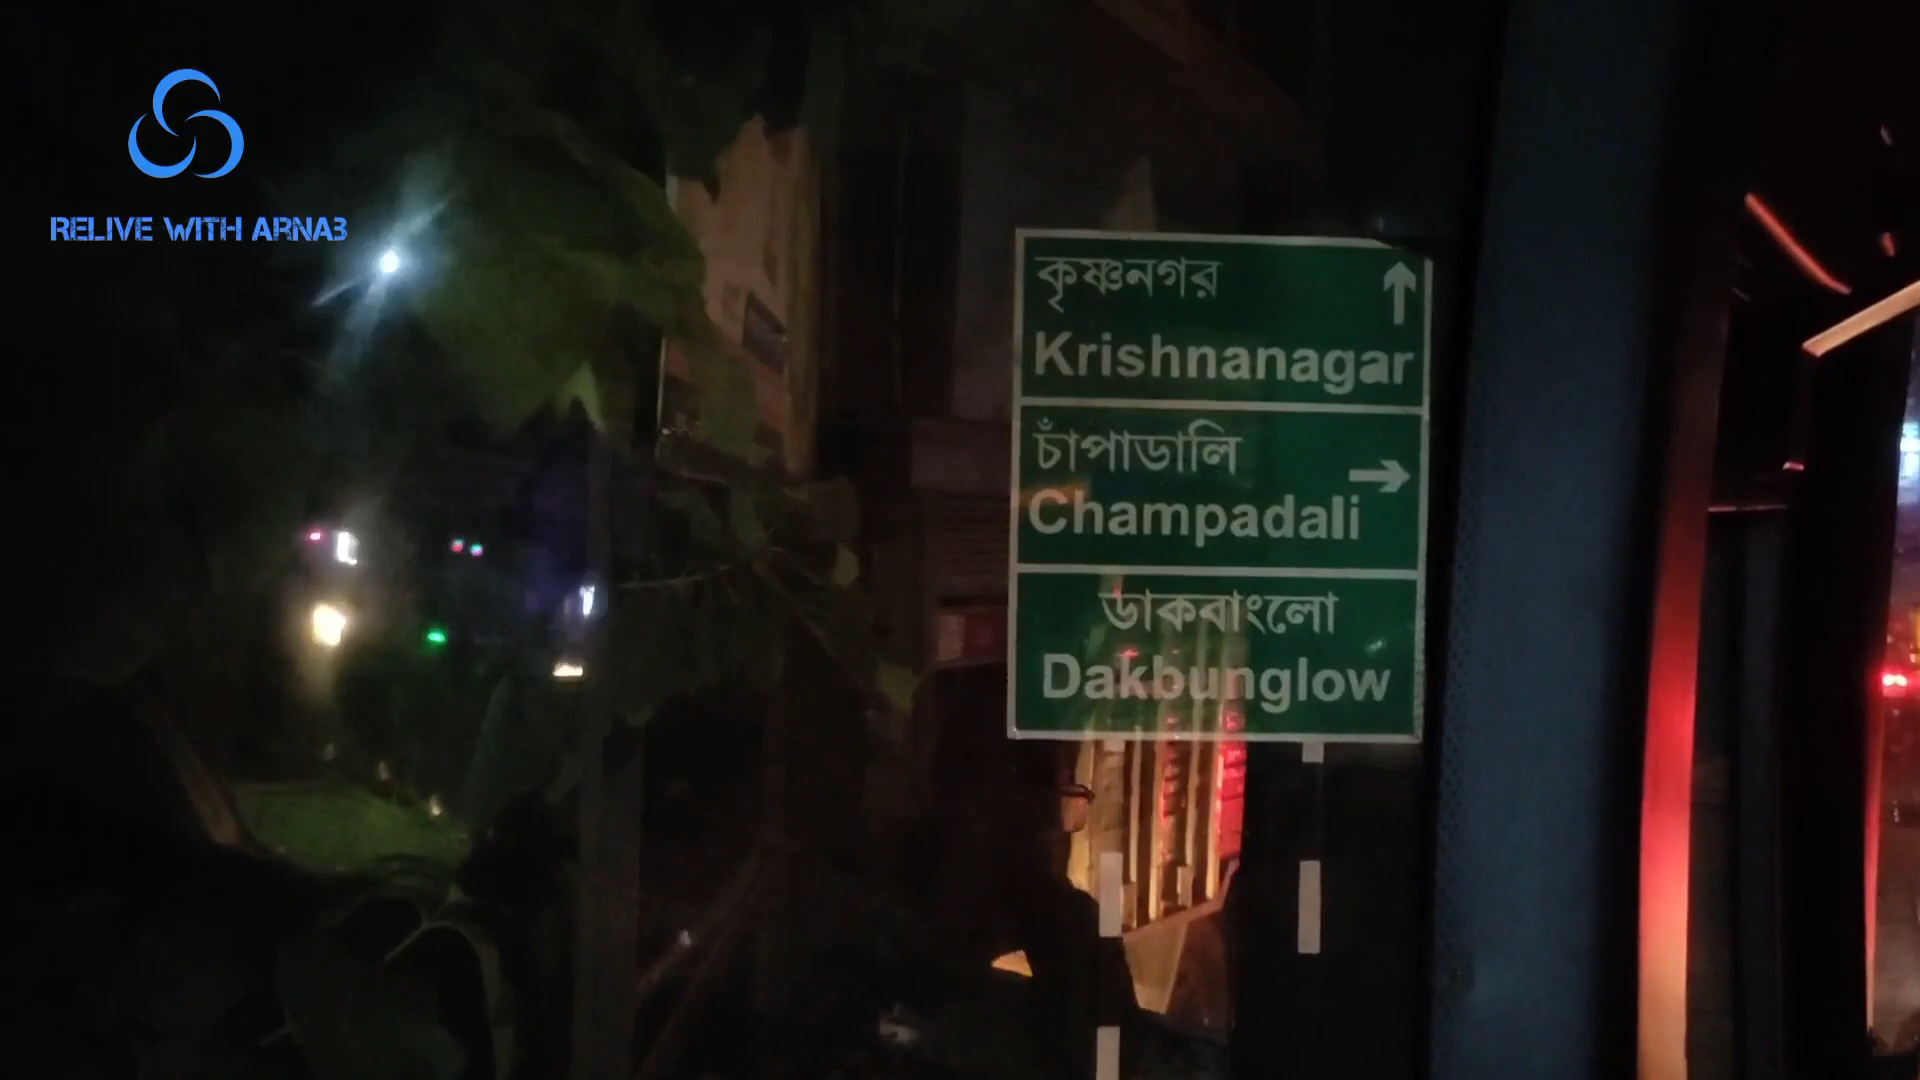 RELIVE WITH ARNAB
কৃষ্ণনগর
Krishnanagar
চাঁপাডালি
Champadali
ডাকবাংলো
Dakbunglow